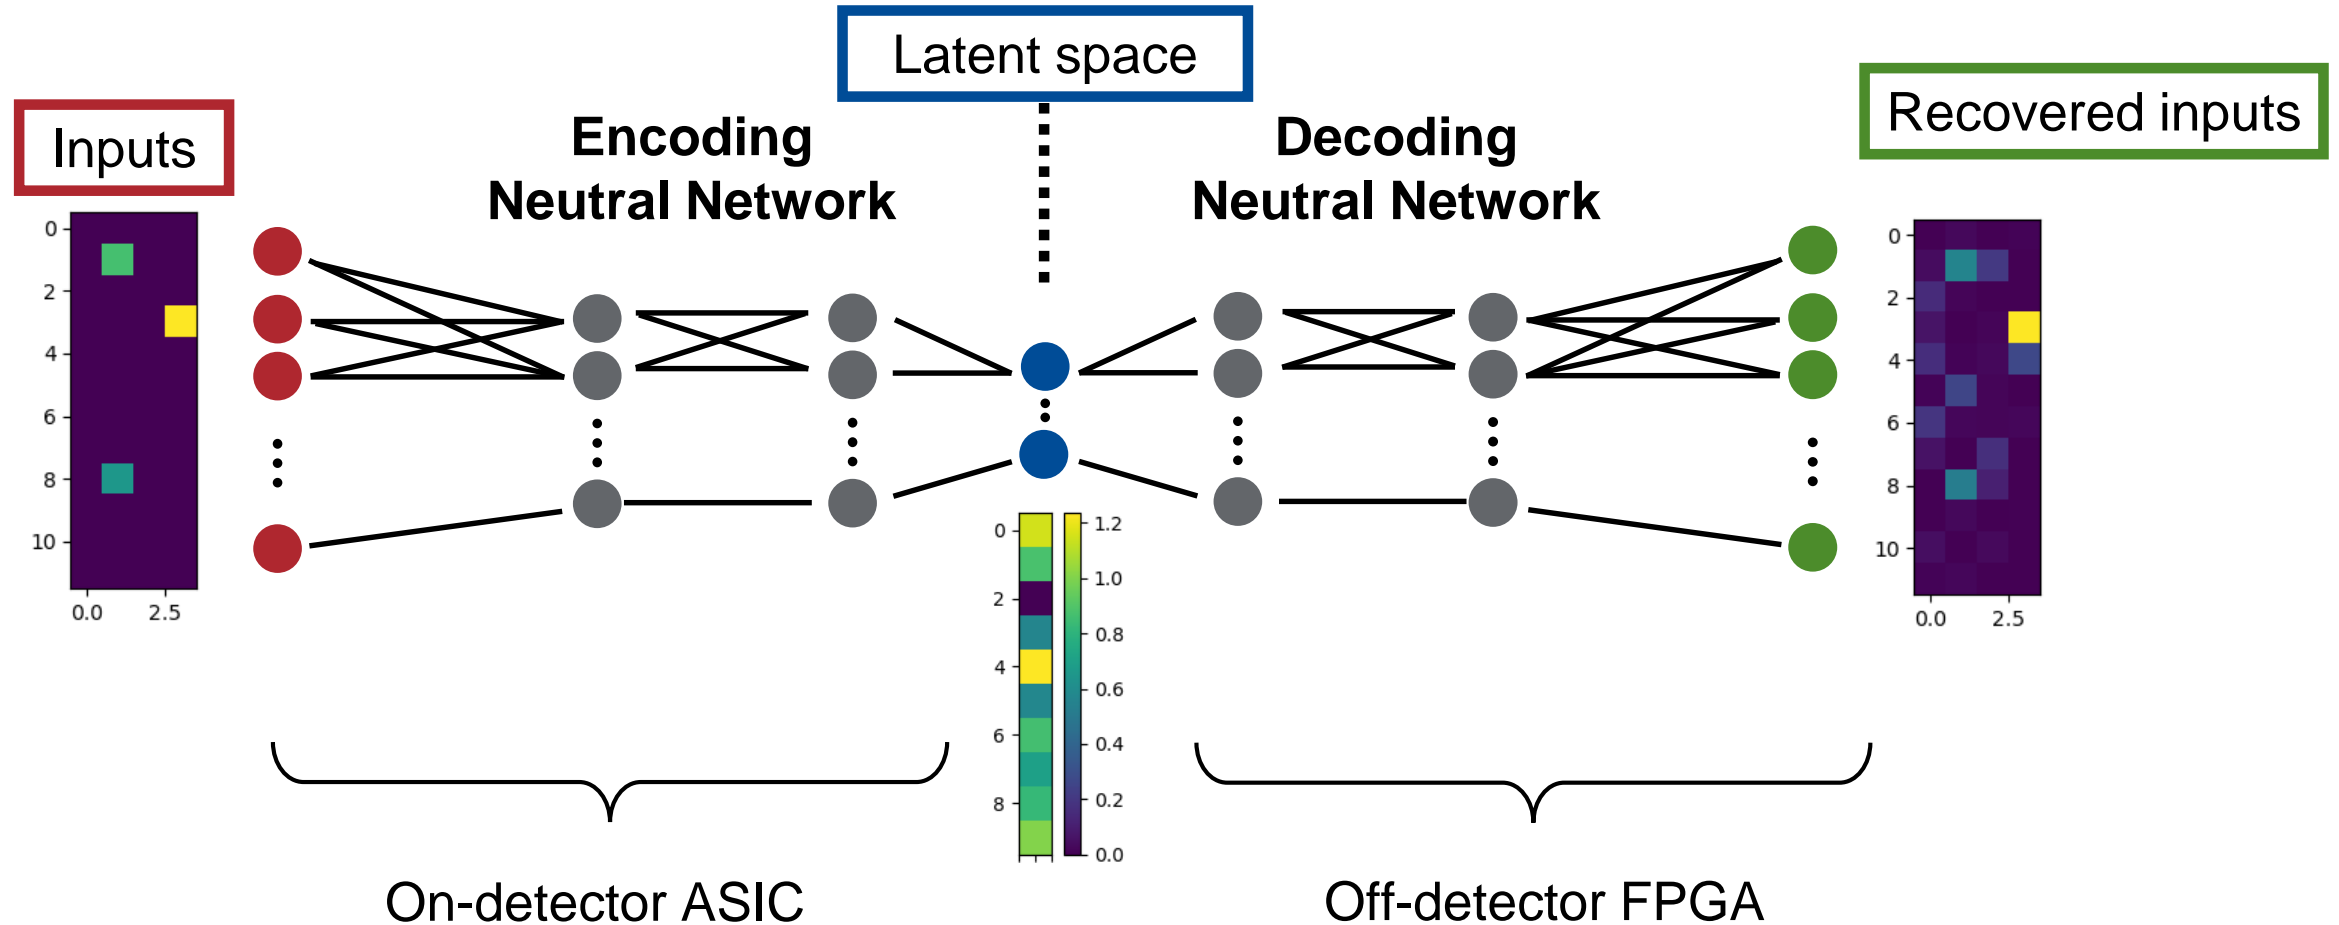 Latent space
Inputs
Encoding
Neutral Network
Decoding
Neutral Network
Recovered inputs
0
2
4
6
8
10
0.0 2.5
0
2
4
6
8
1.2
1.0
0.8
0.6
0.4
0.2
0.0
0
2
4
6
8
10
0.0 2.5
On-detector ASIC
Off-detector FPGA